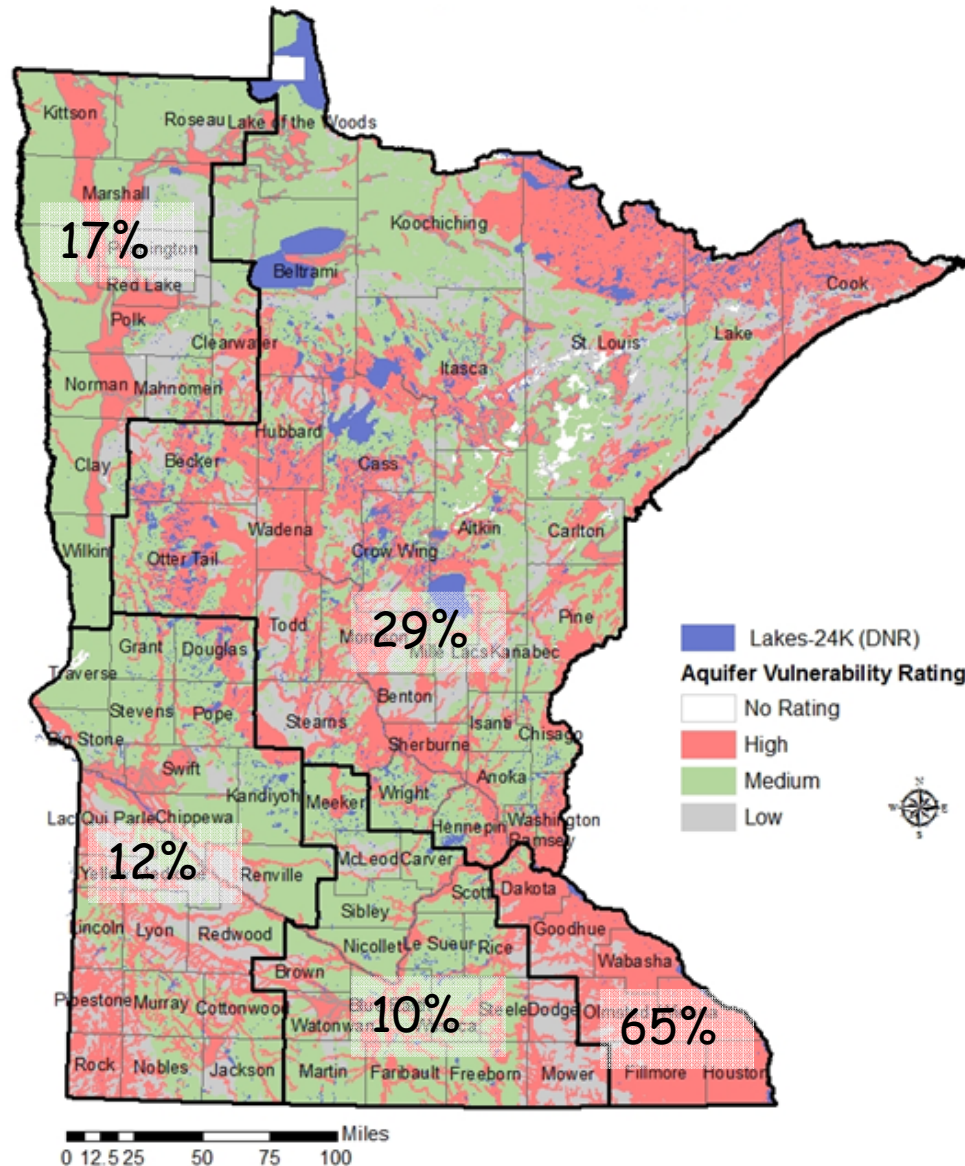 Kittson
Roseau
Lake of the Woods
Marshall
17%
Koochiching
Beltrami
Red Lake
Polk
Cook
Clearwater
St. Louis
Lake
Itasca
Norman
Mahnomen
Hubbard
Clay
Becker
Cass
Wadena
Aitkin
Carlton
Wilkin
Otter Tail
Crow Wing
Todd
29%
Pine
Mille Lacs
Kanabec
Grant
Douglas
Traverse
Benton
Stevens
Pope
Stearns
Isanti
Chisago
Big Stone
Sherburne
Swift
Anoka
Kandiyohi
Meeker
Wright
Lac Qui Parle
Chippewa
Hennepin
Washington
Ramsey
12%
Renville
McLeod
Carver
Scott
Dakota
Sibley
Lincoln
Lyon
Redwood
Goodhue
Nicollet
Le Sueur
Rice
Wabasha
Brown
Pipestone
Murray
Cottonwood
Watonwan
10%
Steele
Dodge
65%
Rock
Nobles
Jackson
Martin
Faribault
Freeborn
Mower
Fillmore
Houston
Lakes-24K (DNR)
Aquifer Vulnerability Rating
No Rating
High
Medium
Low
N
W
E
S
Miles
0 12.5 25 50 75 100